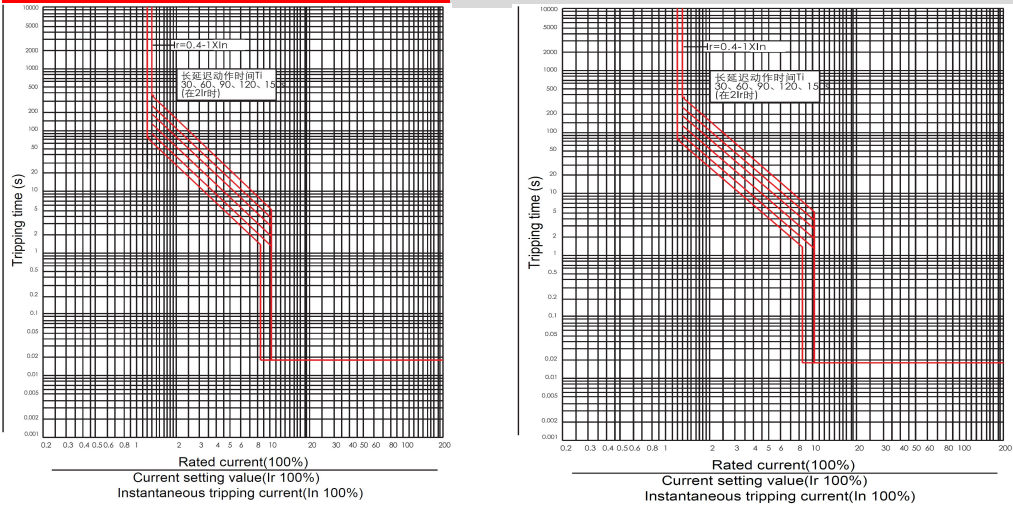 10000
5000
2000
1000
500
200
100
50
20
10
5
2
1
0.5
0.2
0.1
0.05
0.02
0.01
0.005
0.002
0.001
Tripping time (s)
Ir=0.4-1XIn
长延迟动作时间Ti
30、60、90、120、15
(在2Ir时)
0.2 0.3 0.4 0.5 0.6 0.8 1 2 3 4 5 6 8 10 20 30 40 50 60 80 100 200
Rated current(100%)
Current setting value(Ir 100%)
Instantaneous tripping current(In 100%)
10000
5000
2000
1000
500
200
100
50
20
10
5
2
1
0.5
0.2
0.1
0.05
0.02
0.01
0.005
0.002
0.001
Tripping time (s)
Ir=0.4-1XIn
长延迟动作时间Ti
30、60、90、120、15
(在2Ir时)
0.2 0.3 0.4 0.5 0.6 0.8 1 2 3 4 5 6 8 10 20 30 40 50 60 80 100 200
Rated current(100%)
Current setting value(Ir 100%)
Instantaneous tripping current(In 100%)